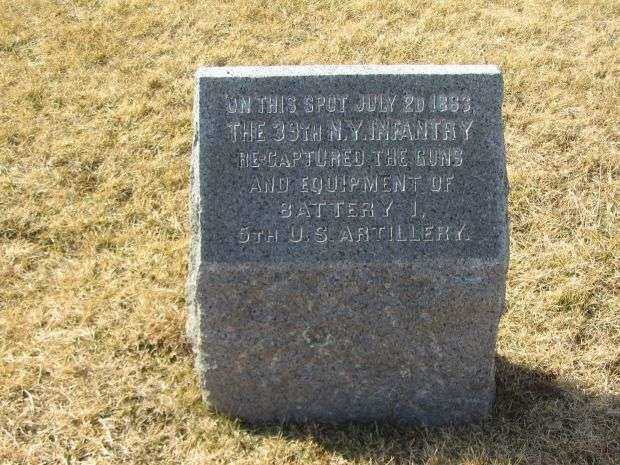 ON THIS SPOT JULY 2D 1863,
THE 39TH N.Y. INFANTRY
RE-CAPTURED THE GUNS
AND EQUIPMENT OF
BATTERY I,
5TH U.S. ARTILLERY.